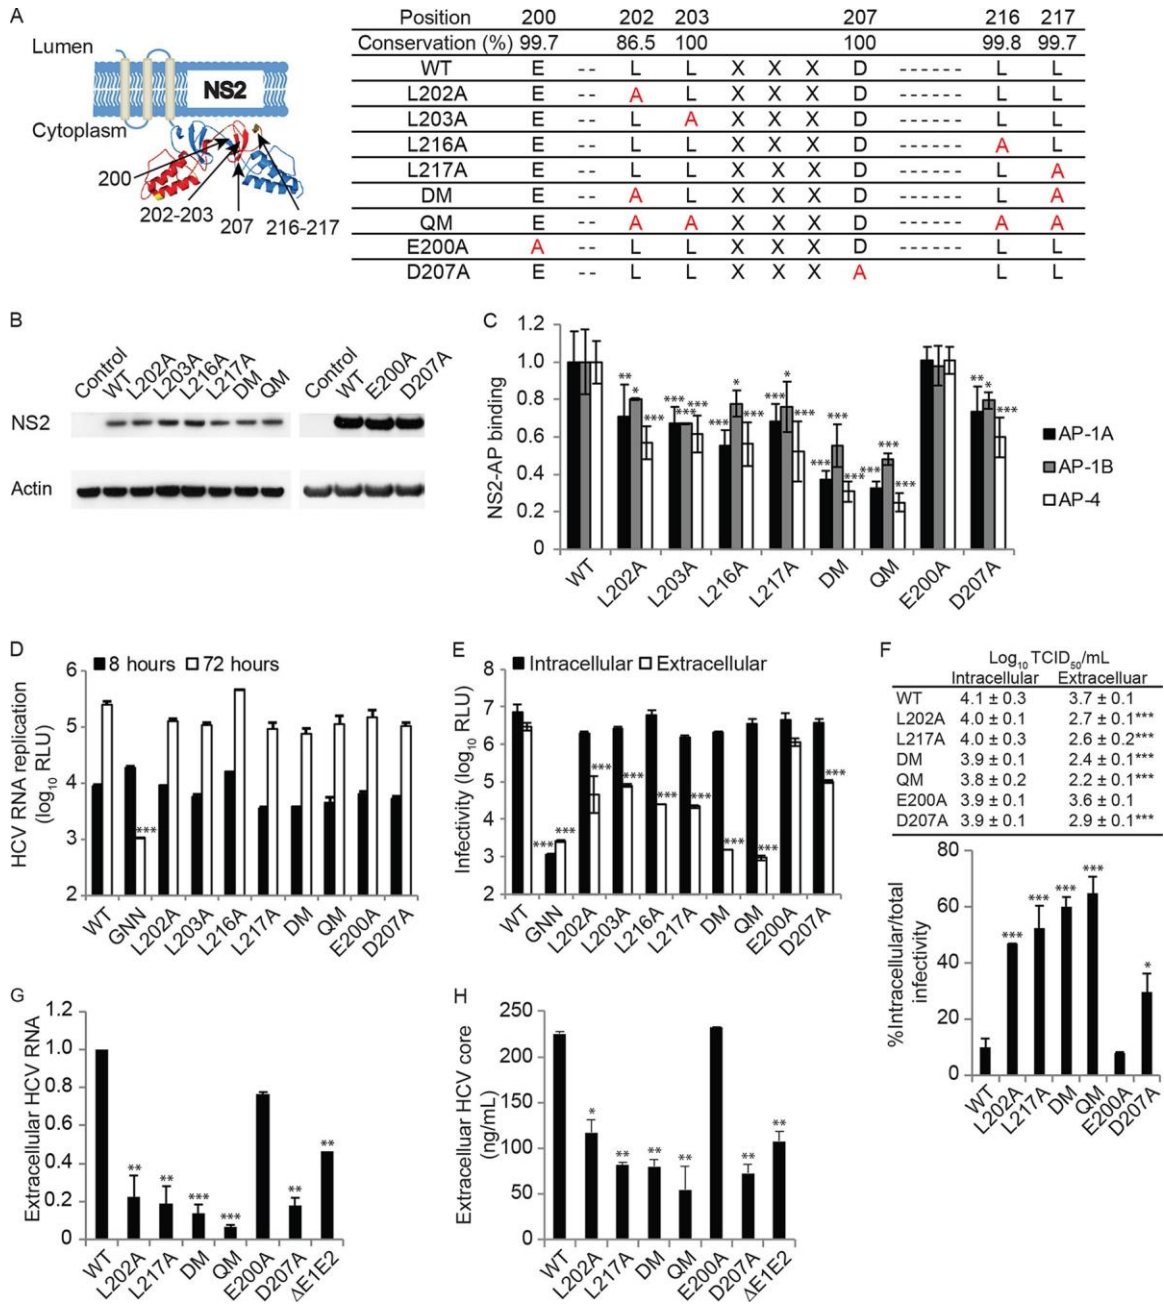 A
Lumen
NS2
Cytoplasm
200
202-203
207
216-217
Position 200 202 203 207 216 217
Conservation (%) 99.7 86.5 100 100 99.8 99.7
WT E -- L L X X X D ------ L L
L202A E -- A L X X X D ------ L L
L203A E -- L A X X X D ------ L L
L216A E -- L L X X X D ------ A L
L217A E -- L L X X X D ------ L A
DM E -- A L X X X D ------ L A
QM E -- A A X X X D ------ A A
E200A A -- L L X X X D ------ L L
D207A E -- L L X X X A ------ L L
B
Control WT L202A L203A L216A L217A DM QM Control WT E200A D207A
NS2
Actin
C
NS2-AP binding
1.2
1.0
0.8
0.6
0.4
0.2
0
** * *** *** *** *** *** * *** *** * *** *** *** *** *** *** *** ** * ***
WT L202A L203A L216A L217A DM QM E200A D207A
AP-1A
AP-1B
AP-4
D
8 hours 72 hours
HCV RNA replication
(log10 RLU)
6
5
4
3
2
***
WT GNN L202A L203A L216A L217A DM QM E200A D207A
E
Intracellular Extracellular
Infectivity (log10 RLU)
8
7
6
5
4
3
2
*** *** *** *** *** *** *** *** ***
WT GNN L202A L203A L216A L217A DM QM E200A D207A
F
Log10 TCID50/mL
Intracellular Extracelluar
WT 4.1 ± 0.3 3.7 ± 0.1
L202A 4.0 ± 0.1 2.7 ± 0.1***
L217A 4.0 ± 0.3 2.6 ± 0.2***
DM 3.9 ± 0.1 2.4 ± 0.1***
QM 3.8 ± 0.2 2.2 ± 0.1***
E200A 3.9 ± 0.1 3.6 ± 0.1
D207A 3.9 ± 0.1 2.9 ± 0.1***
%Intracellular/total
infectivity
80
60
40
20
0
*** *** *** *** *
WT L202A L217A DM QM E200A D207A
G
Extracellular HCV RNA
1.2
1.0
0.8
0.6
0.4
0.2
0
** ** *** *** ** **
WT L202A L217A DM QM E200A D207A ΔE1E2
H
Extracelluar HCV core
(ng/mL)
250
200
150
100
50
0
* ** ** ** ** **
WT L202A L217A DM QM E200A D207A ΔE1E2